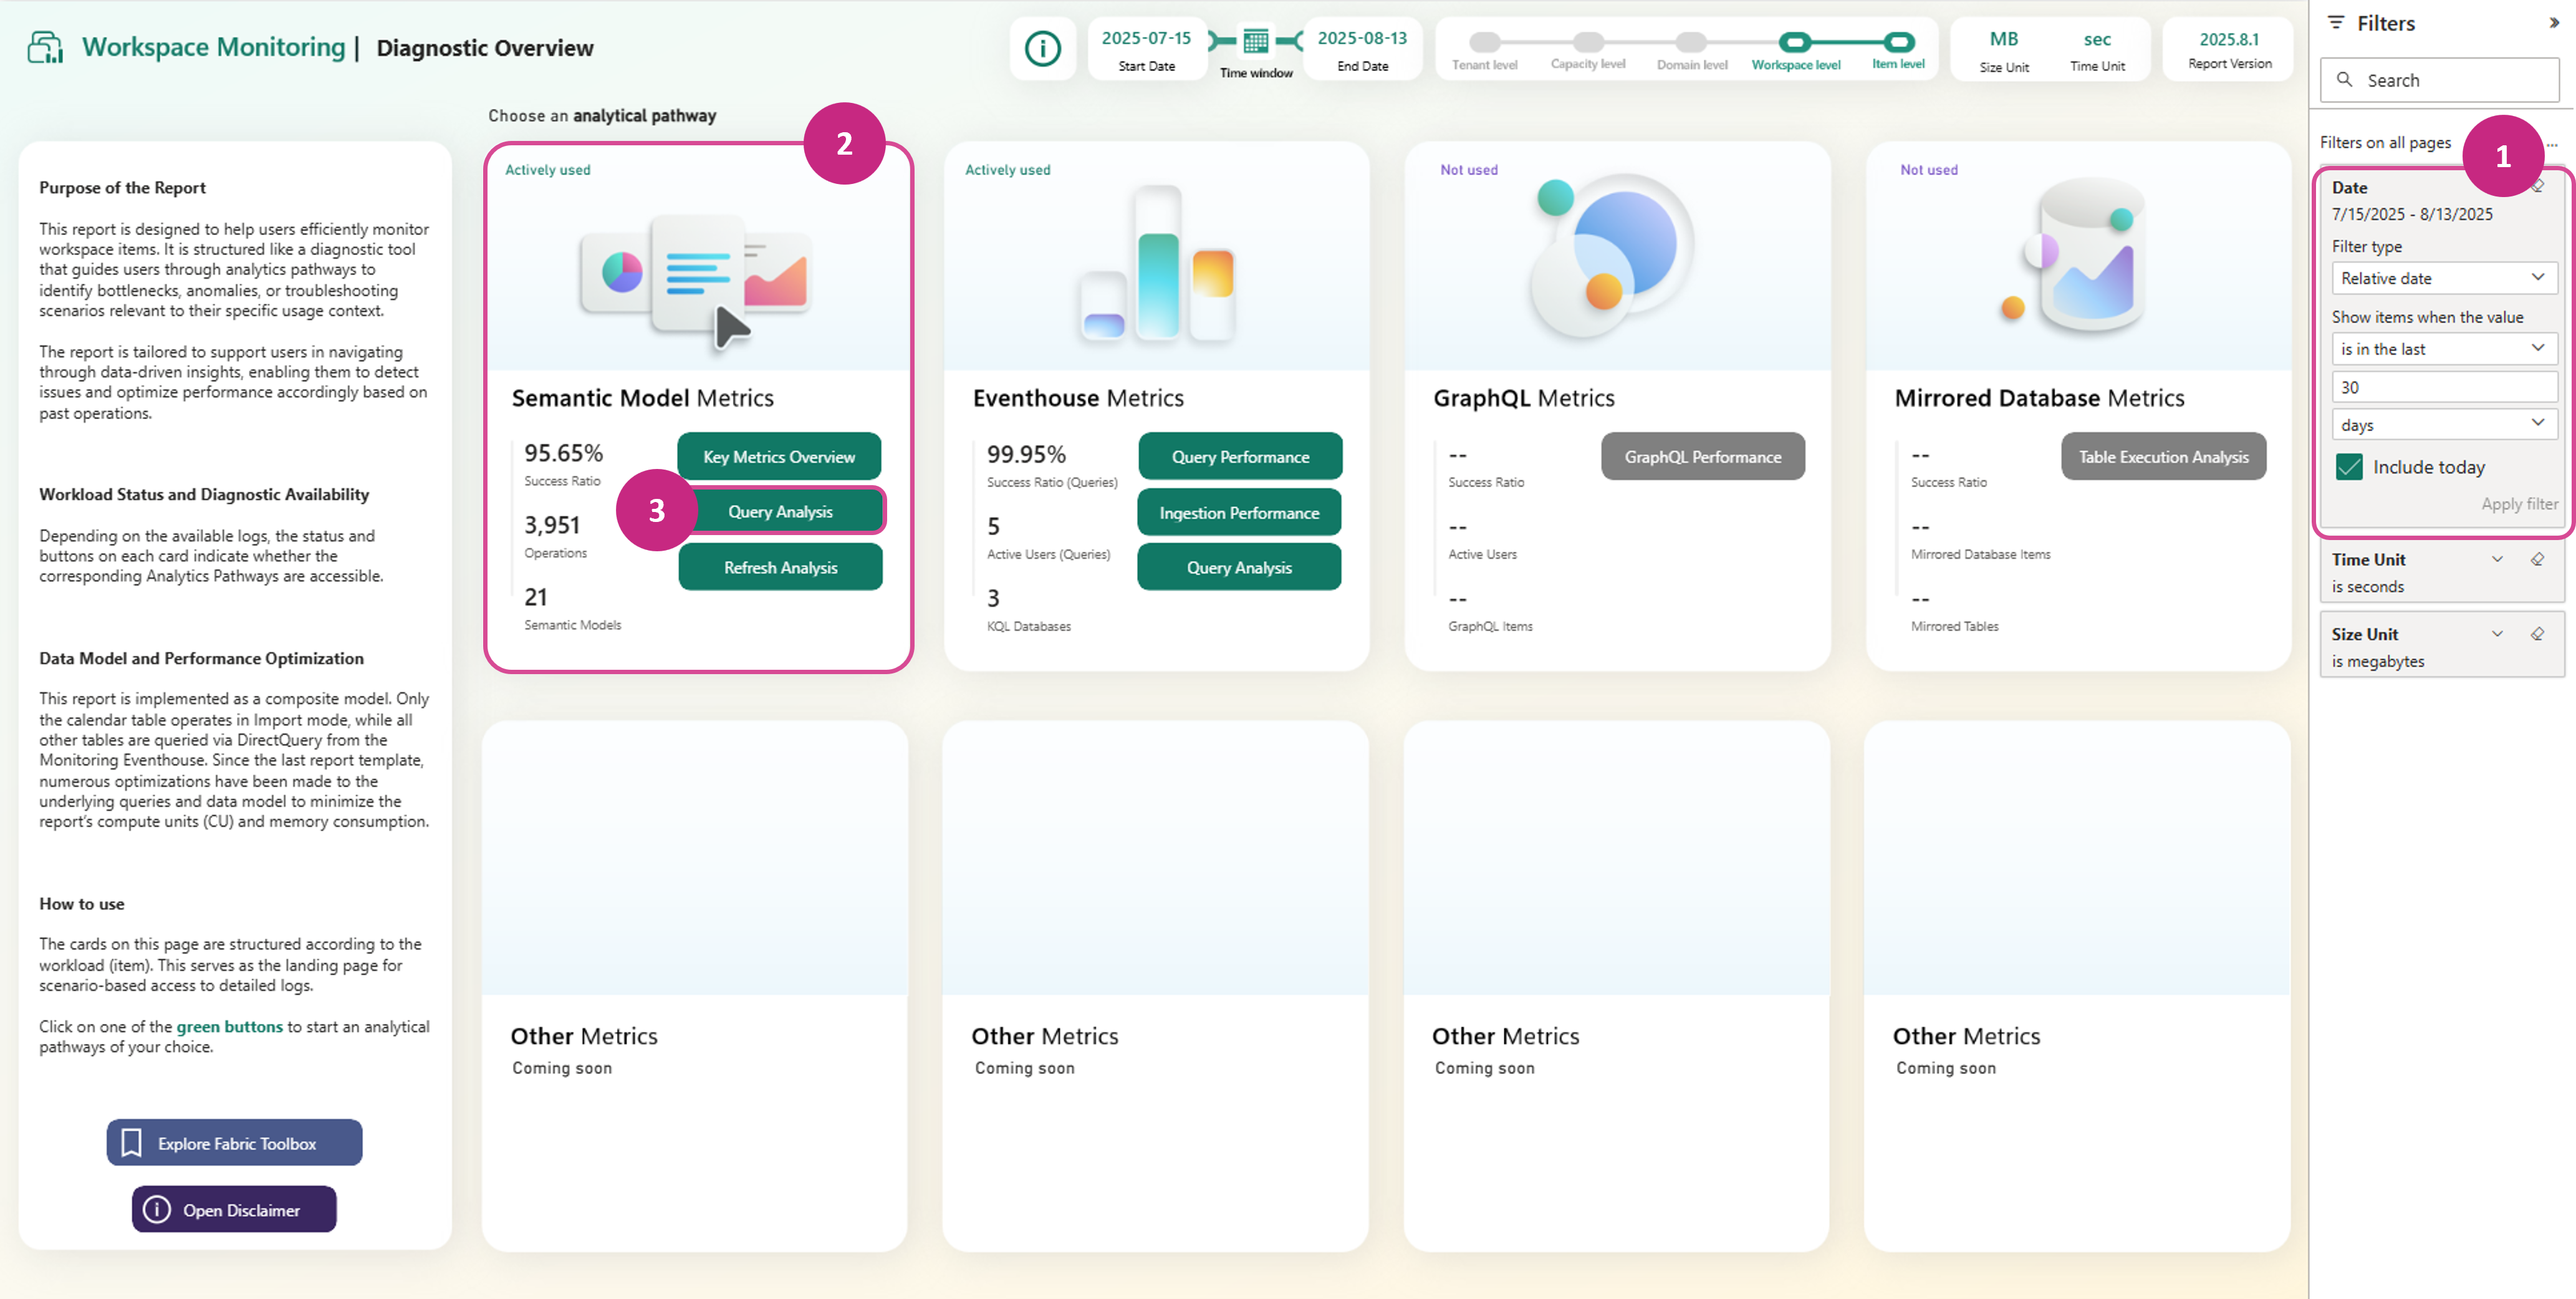 Workspace Monitoring | Diagnostic Overview
2025-07-15
Start Date
Time window
2025-08-13
End Date
Tenant level
Capacity level
Domain level
Workspace level
Item level
MB
Size Unit
sec
Time Unit
2025.8.1
Report Version
Choose an analytical pathway
Purpose of the Report
This report is designed to help users efficiently monitor
workspace items. It is structured like a diagnostic tool
that guides users through analytics pathways to
identify bottlenecks, anomalies, or troubleshooting
scenarios relevant to their specific usage context.
The report is tailored to support users in navigating
through data-driven insights, enabling them to detect
issues and optimize performance accordingly based on
past operations.
Workload Status and Diagnostic Availability
Depending on the available logs, the status and
buttons on each card indicate whether the
corresponding Analytics Pathways are accessible.
Data Model and Performance Optimization
This report is implemented as a composite model. Only
the calendar table operates in Import mode, while all
other tables are queried via DirectQuery from the
Monitoring Eventhouse. Since the last report template,
numerous optimizations have been made to the
underlying queries and data model to minimize the
report's compute units (CU) and memory consumption.
How to use
The cards on this page are structured according to the
workload (item). This serves as the landing page for
scenario-based access to detailed logs.
Click on one of the green buttons to start an analytical
pathways of your choice.
Explore Fabric Toolbox
Open Disclaimer
2
Actively used
Semantic Model Metrics
95.65%
Success Ratio
3,951
Operations
21
Semantic Models
Key Metrics Overview
3
Query Analysis
Refresh Analysis
Actively used
Eventhouse Metrics
99.95%
Success Ratio (Queries)
5
Active Users (Queries)
3
KQL Databases
Query Performance
Ingestion Performance
Query Analysis
Not used
GraphQL Metrics
--
Success Ratio
--
Active Users
--
GraphQL Items
GraphQL Performance
Not used
Mirrored Database Metrics
--
Success Ratio
--
Mirrored Database Items
--
Mirrored Tables
Table Execution Analysis
Other Metrics
Coming soon
Other Metrics
Coming soon
Other Metrics
Coming soon
Other Metrics
Coming soon
Filters
Search
Filters on all pages
...
1
Date
7/15/2025 - 8/13/2025
Filter type
Relative date
Show items when the value
is in the last
30
days
Include today
Apply filter
Time Unit
is seconds
Size Unit
is megabytes